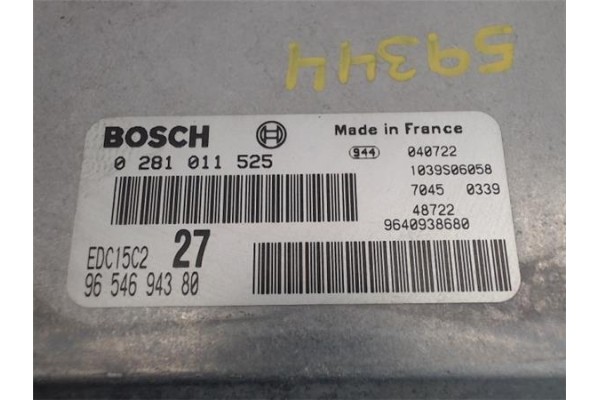 59344
BOSCH
Made in France
0 281 011 525
944 040722
1039S06058
7045 0339
48722
9640938680
EDC15C2 27
96 546 943 80